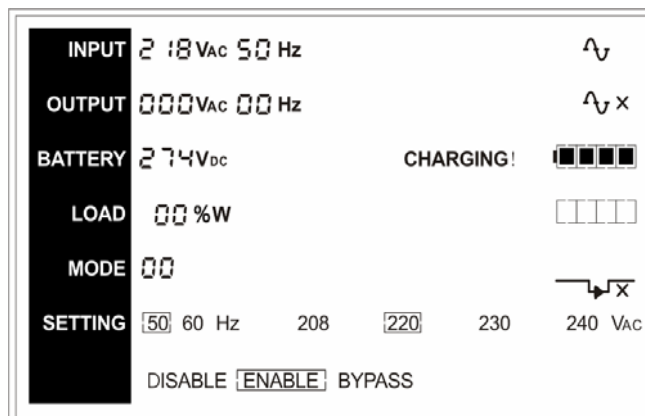 INPUT 218 VAC 50 Hz
OUTPUT 000 VAC 00 Hz
BATTERY 274 VDC CHARGING!
LOAD 00 %W
MODE 00
SETTING 50 60 Hz 208 220 230 240 VAC
DISABLE ENABLE BYPASS